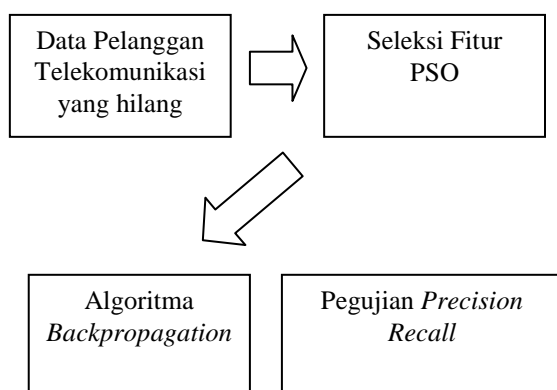 Data Pelanggan
Telekomunikasi
yang hilang
Seleksi Fitur
PSO
Algoritma
Backpropagation
Pegujian Precision
Recall